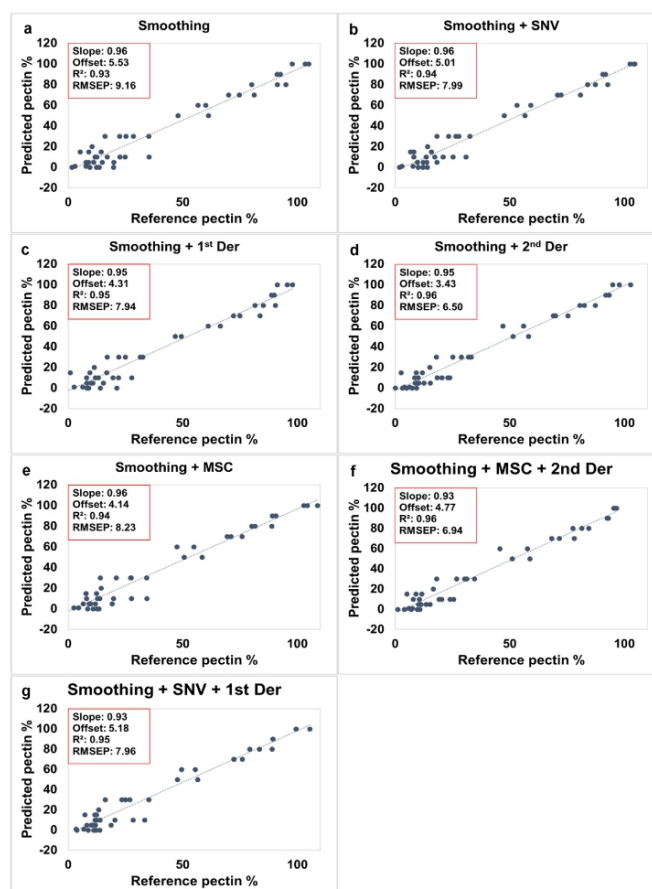 a
Smoothing
Slope: 0.96
Offset: 5.53
R²: 0.93
RMSEP: 9.16
Predicted pectin %
120
100
80
60
40
20
0
-20
0 50 100
Reference pectin %
b
Smoothing + SNV
Slope: 0.96
Offset: 5.01
R²: 0.94
RMSEP: 7.99
Predicted pectin %
120
100
80
60
40
20
0
-20
0 50 100
Reference pectin %
c
Smoothing + 1st Der
Slope: 0.95
Offset: 4.31
R²: 0.95
RMSEP: 7.94
Predicted pectin %
120
100
80
60
40
20
0
-20
0 50 100
Reference pectin %
d
Smoothing + 2nd Der
Slope: 0.95
Offset: 3.43
R²: 0.96
RMSEP: 6.50
Predicted pectin %
120
100
80
60
40
20
0
-20
0 50 100
Reference pectin %
e
Smoothing + MSC
Slope: 0.96
Offset: 4.14
R²: 0.94
RMSEP: 8.23
Predicted pectin %
120
100
80
60
40
20
0
-20
0 50 100
Reference pectin %
f
Smoothing + MSC + 2nd Der
Slope: 0.93
Offset: 4.77
R²: 0.96
RMSEP: 6.94
Predicted pectin %
120
100
80
60
40
20
0
-20
0 50 100
Reference pectin %
g
Smoothing + SNV + 1st Der
Slope: 0.93
Offset: 5.18
R²: 0.95
RMSEP: 7.96
Predicted pectin %
120
100
80
60
40
20
0
-20
0 50 100
Reference pectin %